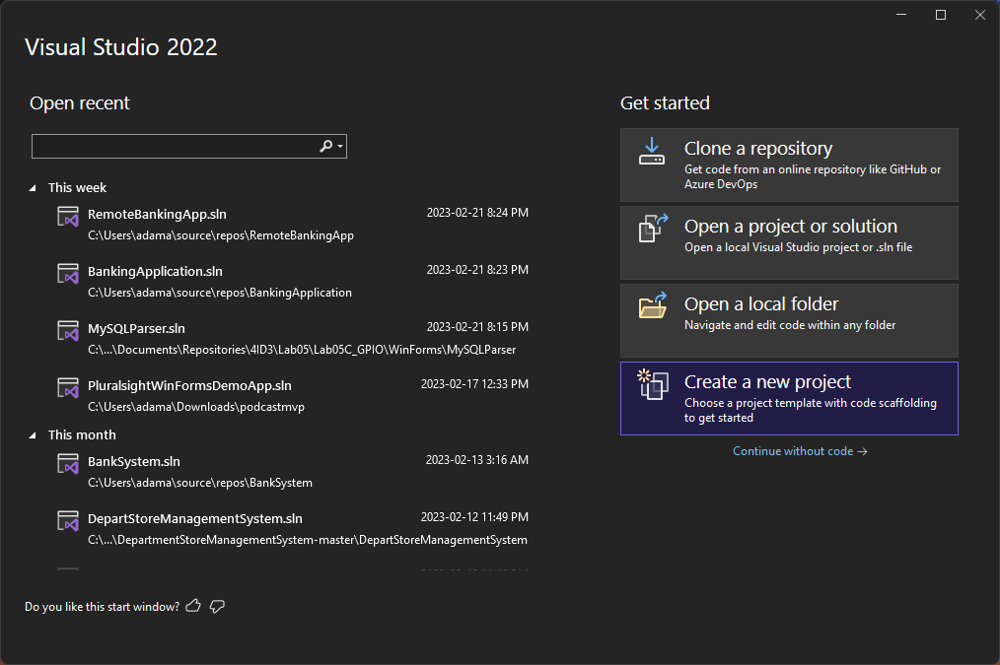 Visual Studio 2022
Open recent
This week
RemoteBankingApp.sln 2023-02-21 8:24 PM
C:\Users\adama\source\repos\RemoteBankingApp
BankingApplication.sln 2023-02-21 8:23 PM
C:\Users\adama\source\repos\BankingApplication
MySQLParser.sln 2023-02-21 8:15 PM
C:\...\Documents\Repositories\4ID3\Lab05\Lab05C_GPIO\WinForms\MySQLParser
PluralsightWinFormsDemoApp.sln 2023-02-17 12:33 PM
C:\Users\adama\Downloads\podcastmvp
This month
BankSystem.sln 2023-02-13 3:16 AM
C:\Users\adama\source\repos\BankSystem
DepartStoreManagementSystem.sln 2023-02-12 11:49 PM
C:\...\DepartmentStoreManagementSystem-master\DepartStoreManagementSystem
Do you like this start window?
Get started
Clone a repository
Get code from an online repository like GitHub or
Azure DevOps
Open a project or solution
Open a local Visual Studio project or .sln file
Open a local folder
Navigate and edit code within any folder
Create a new project
Choose a project template with code scaffolding
to get started
Continue without code →